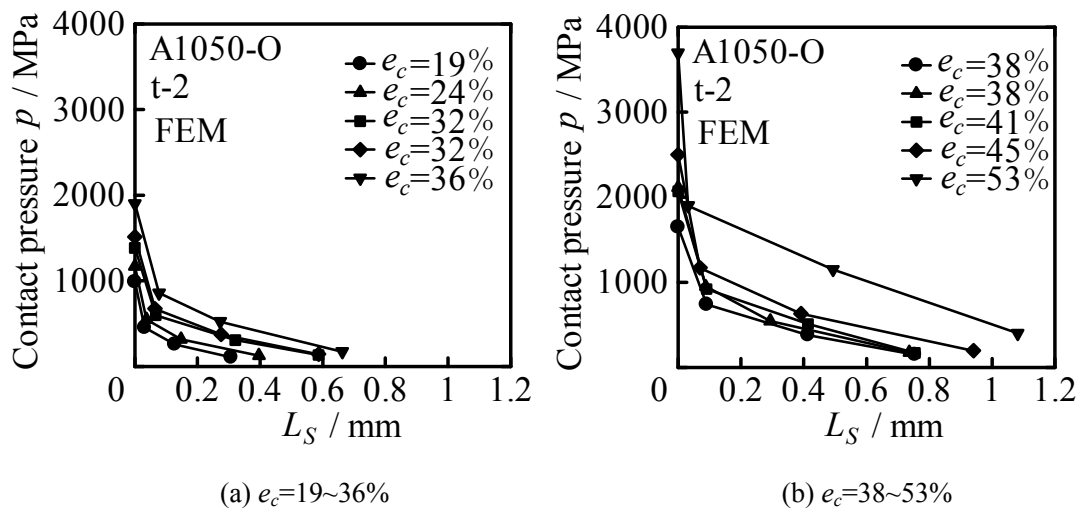 Contact pressure p / MPa
4000
3000
2000
1000
0
0.2
0.4
0.6
0.8
1
1.2
L_S / mm
A1050-O
t-2
FEM
e_c=19%
e_c=24%
e_c=32%
e_c=32%
e_c=36%
(a) e_c=19~36%
Contact pressure p / MPa
4000
3000
2000
1000
0
0.2
0.4
0.6
0.8
1
1.2
L_S / mm
A1050-O
t-2
FEM
e_c=38%
e_c=38%
e_c=41%
e_c=45%
e_c=53%
(b) e_c=38~53%